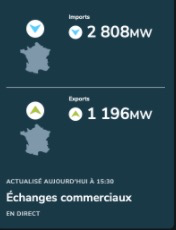 Imports
2 808MW
Exports
1 196MW
ACTUALISÉ AUJOURD'HUI À 15:30
Échanges commerciaux
EN DIRECT